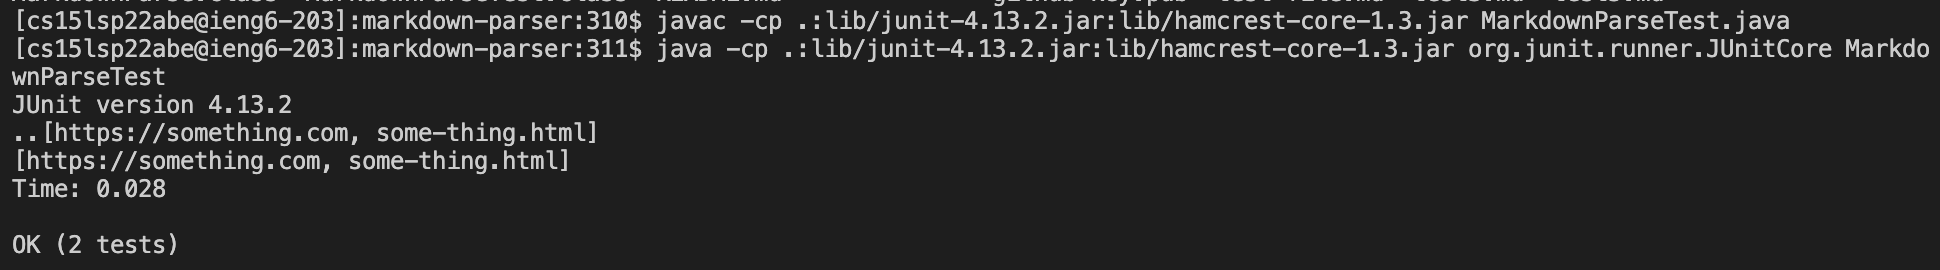 [cs15lsp22abe@ieng6-203]:markdown-parser:310$ javac -cp .:lib/junit-4.13.2.jar:lib/hamcrest-core-1.3.jar MarkdownParseTest.java
[cs15lsp22abe@ieng6-203]:markdown-parser:311$ java -cp .:lib/junit-4.13.2.jar:lib/hamcrest-core-1.3.jar org.junit.runner.JUnitCore Markdo
wnParseTest
JUnit version 4.13.2
..[https://something.com, some-thing.html]
[https://something.com, some-thing.html]
Time: 0.028
OK (2 tests)